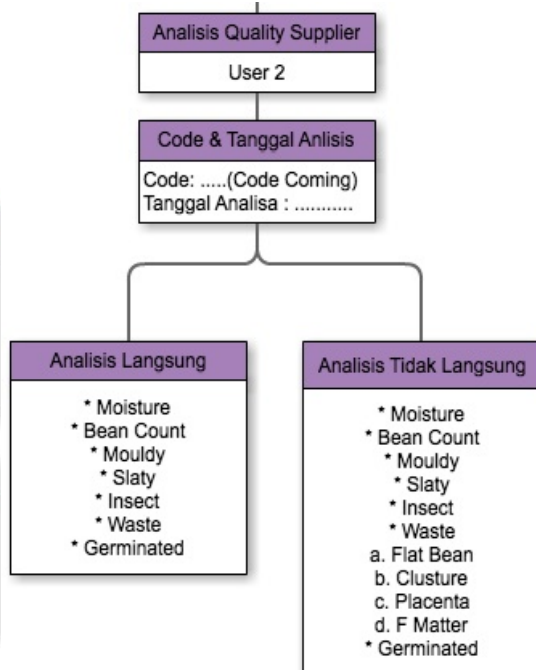 Analisis Quality Supplier
User 2
Code & Tanggal Anlisis
Code: .....(Code Coming)
Tanggal Analisa : ...........
Analisis Langsung
* Moisture
* Bean Count
* Mouldy
* Slaty
* Insect
* Waste
* Germinated
Analisis Tidak Langsung
* Moisture
* Bean Count
* Mouldy
* Slaty
* Insect
* Waste
a. Flat Bean
b. Clusture
c. Placenta
d. F Matter
* Germinated